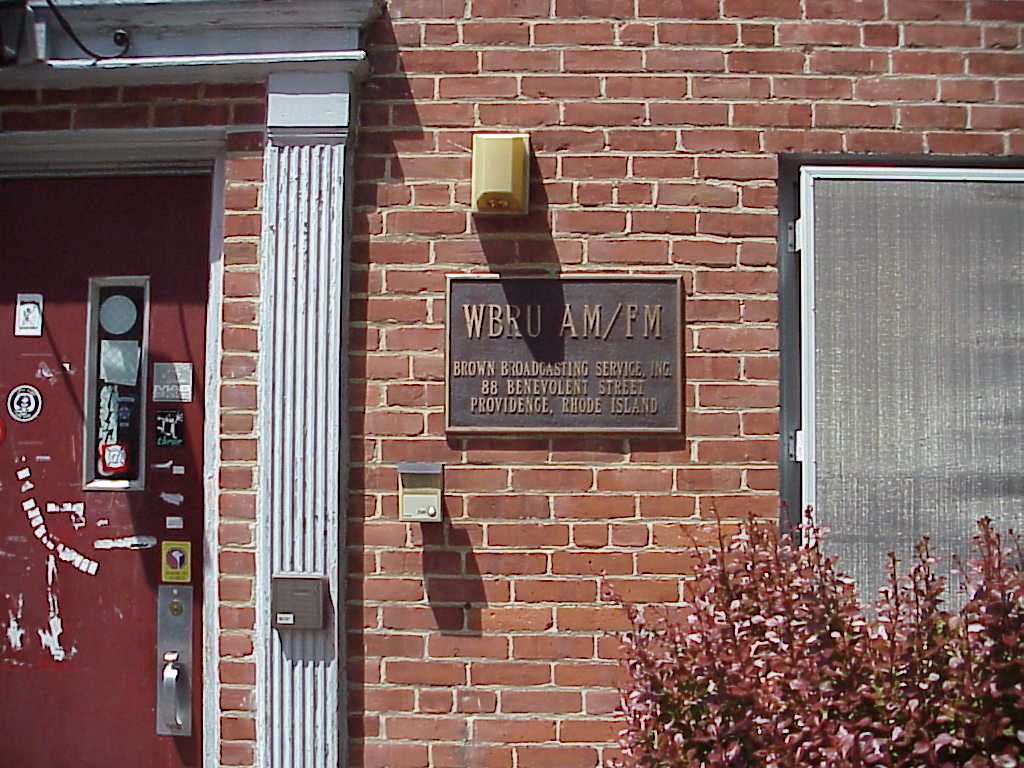 WBRU AM/FM
BROWN BROADCASTING SERVICE, INC.
88 BENEVOLENT STREET
PROVIDENCE, RHODE ISLAND